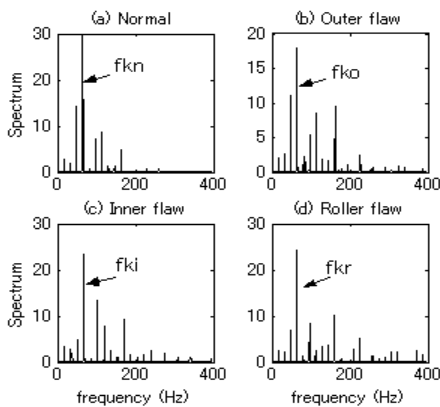 (a) Normal
(b) Outer flaw
30
20
10
0
Spectrum
fkn
0 200 400
20
15
10
5
0
fko
0 200 400
(c) Inner flaw
(d) Roller flaw
30
20
10
0
Spectrum
fki
0 200 400
frequency (Hz)
30
20
10
0
fkr
0 200 400
frequency (Hz)